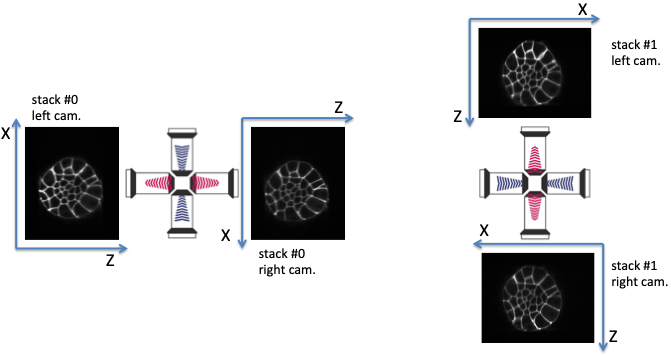 stack #0
left cam.
X
Z
Z
X
stack #0
right cam.
X
stack #1
left cam.
Z
X
stack #1
right cam.
Z